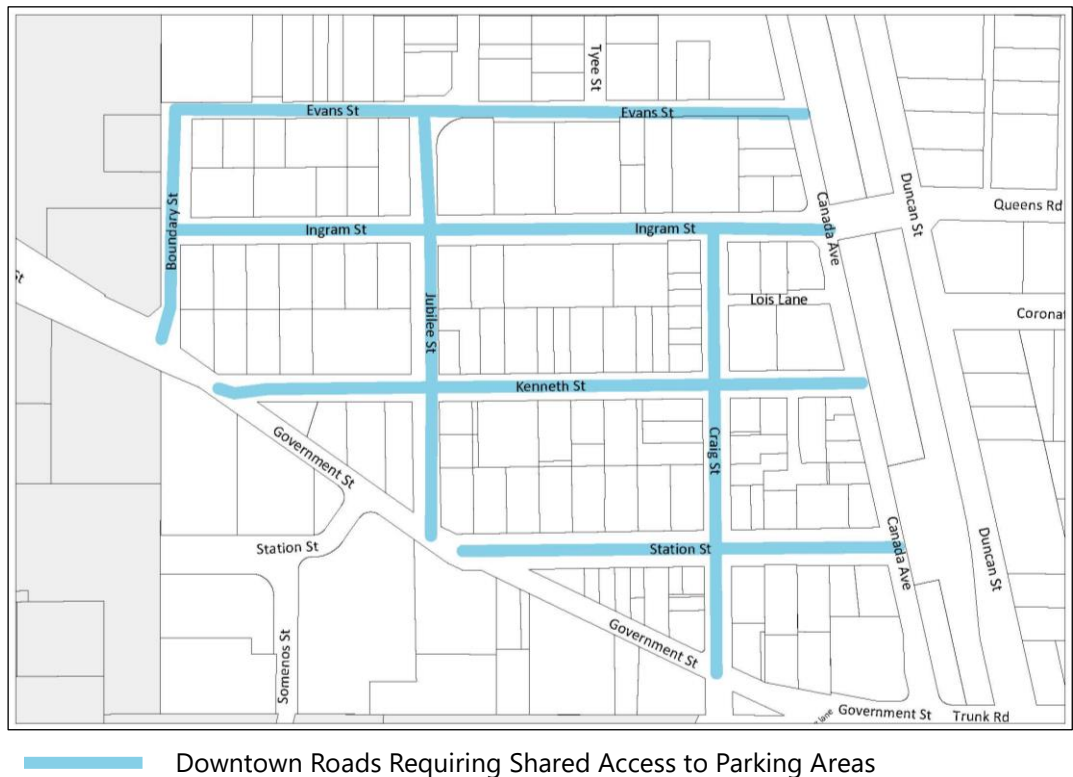 Tyee St
Evans St
Evans St
Boundary St
Duncan St
Canada Ave
Queens Rd
Ingram St
Ingram St
St
Jubilee St
Lois Lane
Coronat
Kenneth St
Craig St
Government St
Station St
Station St
Canada Ave
Duncan St
Somenos St
Government St
lane
Government St
Trunk Rd
Downtown Roads Requiring Shared Access to Parking Areas